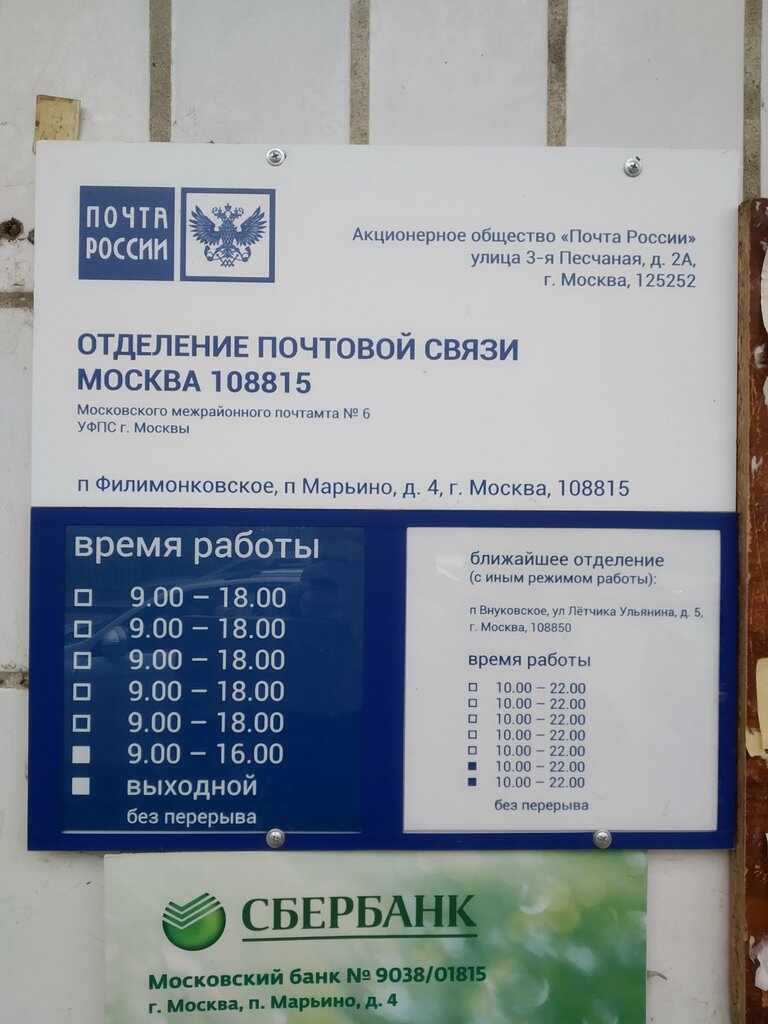 ПОЧТА
РОССИИ
Акционерное общество «Почта России»
улица 3-я Песчаная, д. 2А,
г. Москва, 125252
ОТДЕЛЕНИЕ ПОЧТОВОЙ СВЯЗИ
МОСКВА 108815
Московского межрайонного почтамта № 6
УФПС г. Москвы
п Филимонковское, п Марьино, д. 4, г. Москва, 108815
время работы
9.00 – 18.00
9.00 – 18.00
9.00 – 18.00
9.00 – 18.00
9.00 – 18.00
9.00 – 16.00
выходной
без перерыва
ближайшее отделение
(с иным режимом работы):
п Внуковское, ул Лётчика Ульянина, д. 5,
г. Москва, 108850
время работы
10.00 – 22.00
10.00 – 22.00
10.00 – 22.00
10.00 – 22.00
10.00 – 22.00
10.00 – 22.00
10.00 – 22.00
без перерыва
СБЕРБАНК
Московский банк № 9038/01815
г. Москва, п. Марьино, д. 4